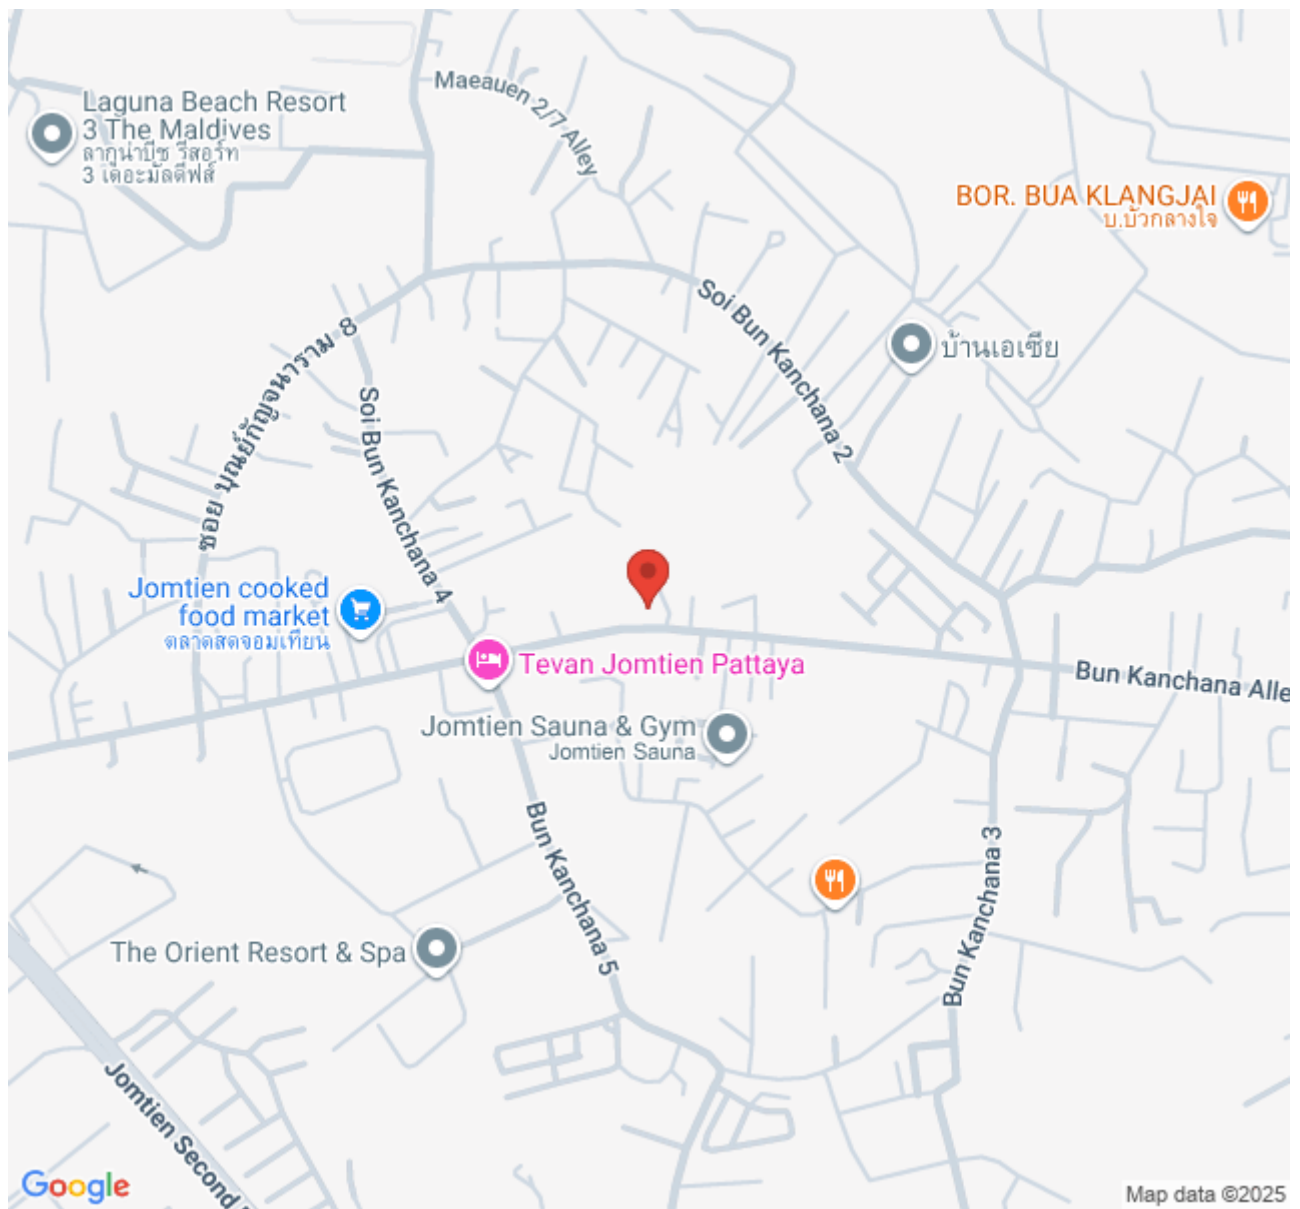 Maeauen 2/7 Alley
Laguna Beach Resort
3 The Maldives
ลากูน่าบีช รีสอร์ท
3 เดอะมัลดีฟส์
BOR. BUA KLANGJAI
บ.บัวกลางใจ
Soi Bun Kanchana 2
บ้านเอเชีย
ซอย บุณย์กัญจนาราม 8
Soi Bun Kanchana 4
Jomtien cooked
food market
ตลาดสดจอมเทียน
Tevan Jomtien Pattaya
Bun Kanchana Alle
Jomtien Sauna & Gym
Jomtien Sauna
Bun Kanchana 5
Bun Kanchana 3
The Orient Resort & Spa
Jomtien Second
Google
Map data ©2025